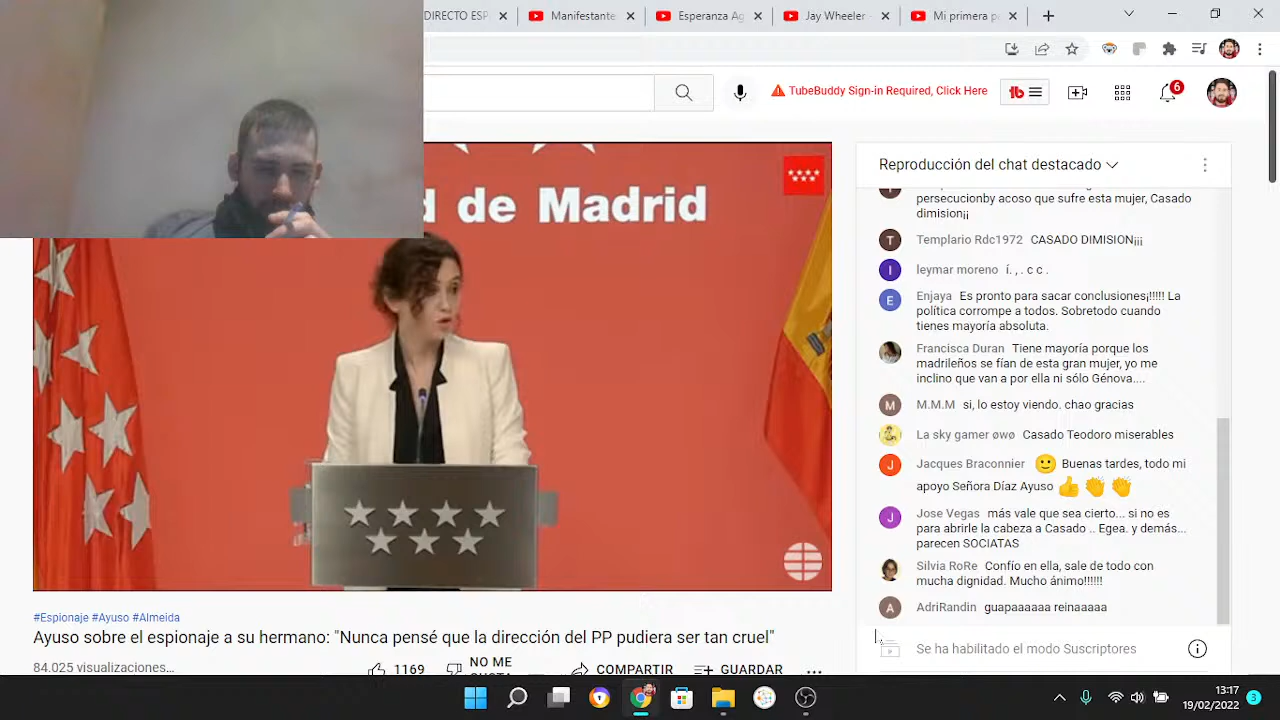 DIRECTO ESP
Manifestante
Esperanza Ag
Jay Wheeler -
Mi primera p
TubeBuddy Sign-in Required, Click Here
6
d de Madrid
Reproducción del chat destacado
persecucionby acoso que sufre esta mujer, Casado
dimision¡¡
T Templario Rdc1972 CASADO DIMISION¡¡¡
I leymar moreno í. , . c c .
E Enjaya Es pronto para sacar conclusiones¡!!!!! La
política corrompe a todos. Sobretodo cuando
tienes mayoría absoluta.
Francisca Duran Tiene mayoría porque los
madrileños se fían de esta gran mujer, yo me
inclino que van a por ella ni sólo Génova....
M M.M.M si, lo estoy viendo. chao gracias
La sky gamer øwø Casado Teodoro miserables
J Jacques Braconnier 🙂 Buenas tardes, todo mi
apoyo Señora Díaz Ayuso 👍👏👏
J Jose Vegas más vale que sea cierto... si no es
para abrirle la cabeza a Casado .. Egea. y demás...
parecen SOCIATAS
Silvia RoRe Confío en ella, sale de todo con
mucha dignidad. Mucho ánimo!!!!!!
A AdriRandin guapaaaaaa reinaaaaa
Se ha habilitado el modo Suscriptores
#Espionaje #Ayuso #Almeida
Ayuso sobre el espionaje a su hermano: "Nunca pensé que la dirección del PP pudiera ser tan cruel"
84.025 visualizaciones...
1169
NO ME
COMPARTIR
GUARDAR
13:17
19/02/2022
3